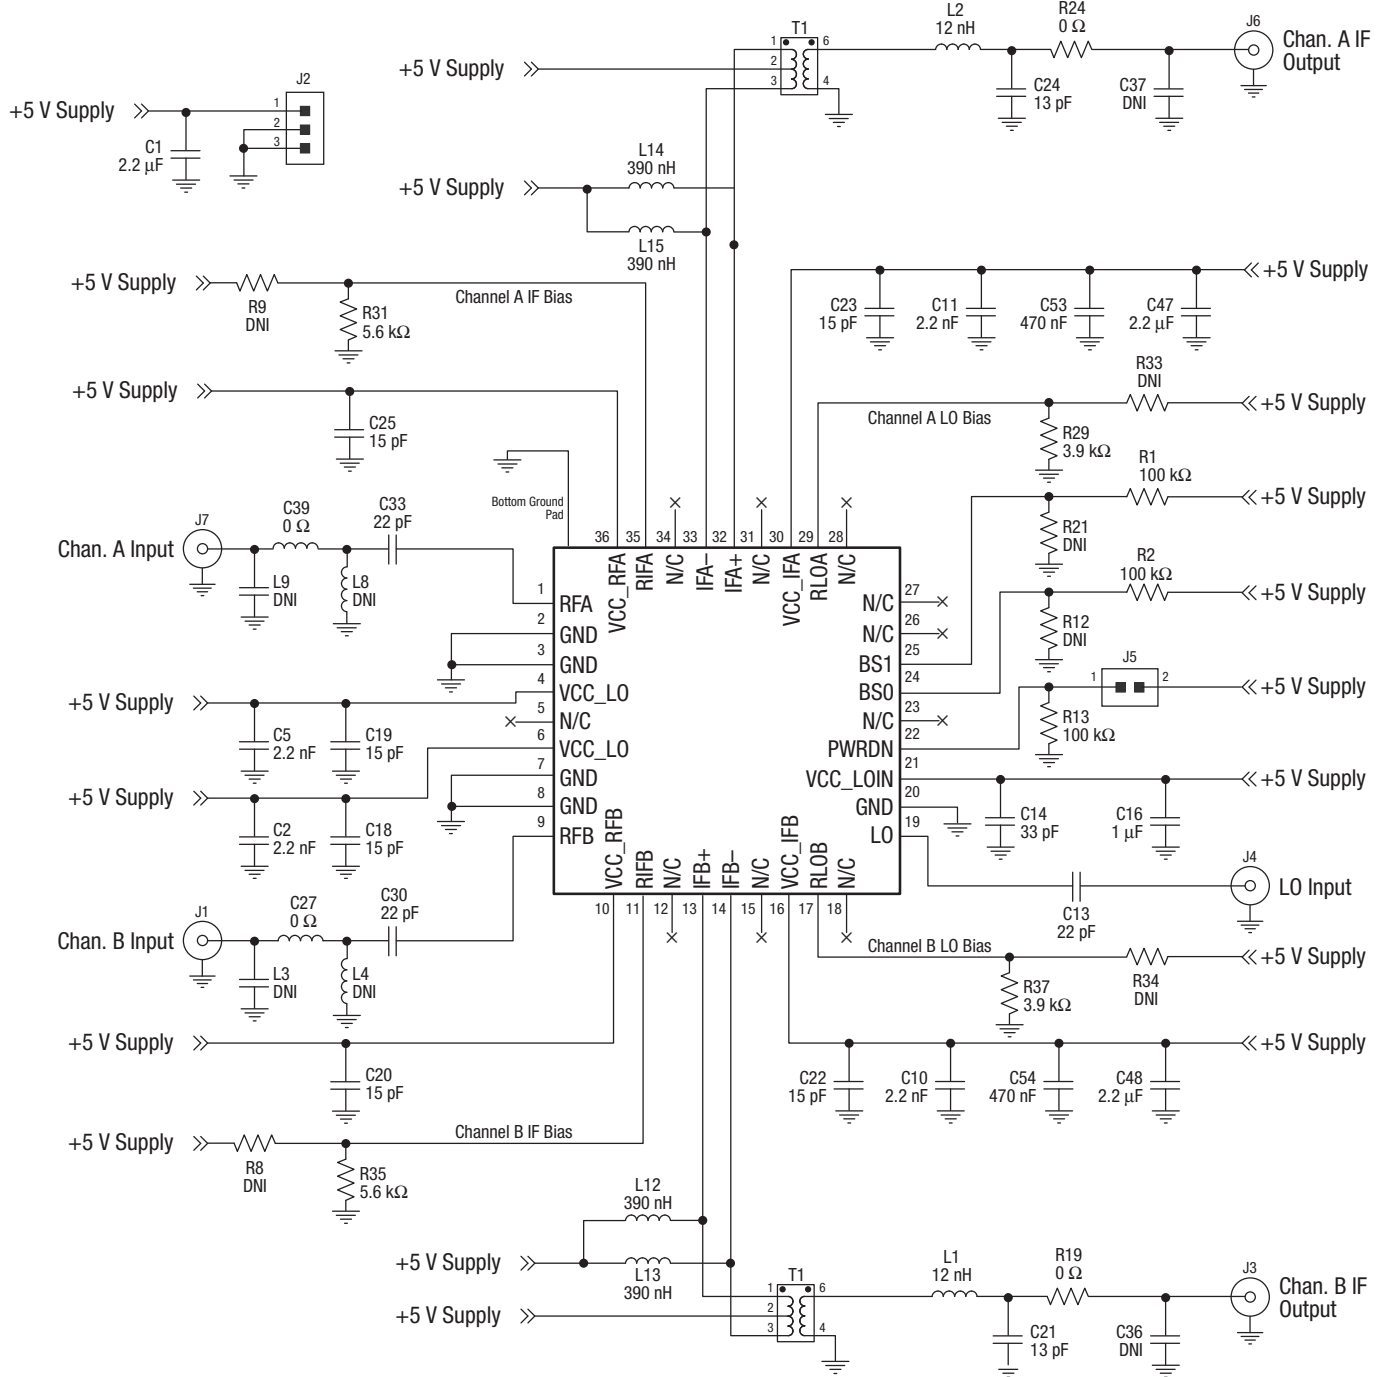 L2
12 nH
R24
0 Ω
J6
Chan. A IF
Output
T1
1
2
3
6
4
+5 V Supply
C24
13 pF
C37
DNI
J2
+5 V Supply
1
2
3
C1
2.2 µF
L14
390 nH
+5 V Supply
L15
390 nH
+5 V Supply
R9
DNI
R31
5.6 kΩ
Channel A IF Bias
+5 V Supply
C23
15 pF
C11
2.2 nF
C53
470 nF
C47
2.2 µF
+5 V Supply
C25
15 pF
R33
DNI
+5 V Supply
Channel A LO Bias
R29
3.9 kΩ
R1
100 kΩ
+5 V Supply
R21
DNI
R2
100 kΩ
+5 V Supply
R12
DNI
Bottom Ground
Pad
J7
Chan. A Input
C39
0 Ω
C33
22 pF
L9
DNI
L8
DNI
36
35
34
33
32
31
30
29
28
VCC_RFA
RIFA
N/C
IFA–
IFA+
N/C
VCC_IFA
RLOA
N/C
1
RFA
2
GND
3
GND
4
VCC_LO
5
N/C
6
VCC_LO
7
GND
8
GND
9
RFB
27
N/C
26
N/C
25
BS1
24
BS0
23
N/C
22
PWRDN
21
VCC_LOIN
20
GND
19
LO
J5
1
2
+5 V Supply
R13
100 kΩ
+5 V Supply
C5
2.2 nF
C19
15 pF
+5 V Supply
C2
2.2 nF
C18
15 pF
+5 V Supply
C14
33 pF
C16
1 µF
VCC_RFB
RIFB
N/C
IFB+
IFB–
N/C
VCC_IFB
RLOB
N/C
10
11
12
13
14
15
16
17
18
J4
LO Input
C13
22 pF
J1
Chan. B Input
C27
0 Ω
C30
22 pF
L3
DNI
L4
DNI
Channel B LO Bias
+5 V Supply
R34
DNI
R37
3.9 kΩ
+5 V Supply
C20
15 pF
+5 V Supply
C22
15 pF
C10
2.2 nF
C54
470 nF
C48
2.2 µF
+5 V Supply
R8
DNI
R35
5.6 kΩ
Channel B IF Bias
L12
390 nH
+5 V Supply
L13
390 nH
+5 V Supply
T1
1
2
3
6
4
L1
12 nH
R19
0 Ω
J3
Chan. B IF
Output
C21
13 pF
C36
DNI